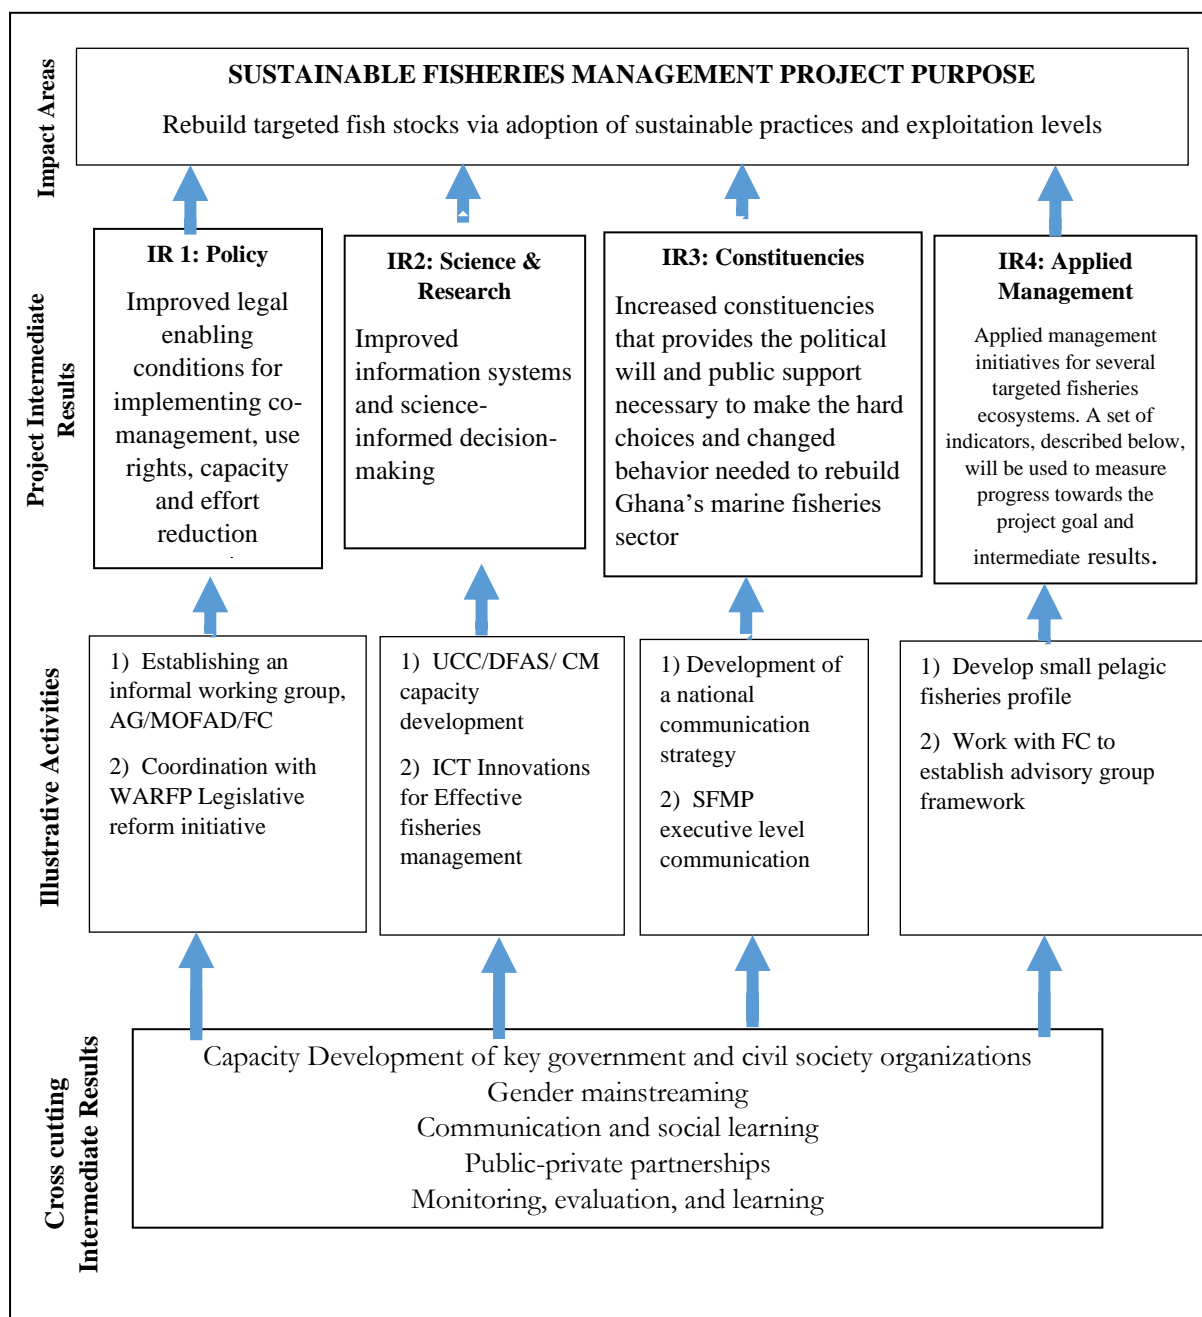 Impact Areas
SUSTAINABLE FISHERIES MANAGEMENT PROJECT PURPOSE
Rebuild targeted fish stocks via adoption of sustainable practices and exploitation levels
Project Intermediate
Results
IR 1: Policy
Improved legal
enabling
conditions for
implementing co-
management, use
rights, capacity
and effort
reduction
IR2: Science &
Research
Improved
information systems
and science-
informed decision-
making
IR3: Constituencies
Increased constituencies
that provides the political
will and public support
necessary to make the hard
choices and changed
behavior needed to rebuild
Ghana’s marine fisheries
sector
IR4: Applied
Management
Applied management
initiatives for several
targeted fisheries
ecosystems. A set of
indicators, described below,
will be used to measure
progress towards the
project goal and
intermediate results.
Illustrative Activities
1) Establishing an
informal working group,
AG/MOFAD/FC
2) Coordination with
WARFP Legislative
reform initiative
1) UCC/DFAS/ CM
capacity
development
2) ICT Innovations
for Effective
fisheries
management
1) Development of
a national
communication
strategy
2) SFMP
executive level
communication
1) Develop small pelagic
fisheries profile
2) Work with FC to
establish advisory group
framework
Cross cutting
Intermediate Results
Capacity Development of key government and civil society organizations
Gender mainstreaming
Communication and social learning
Public-private partnerships
Monitoring, evaluation, and learning